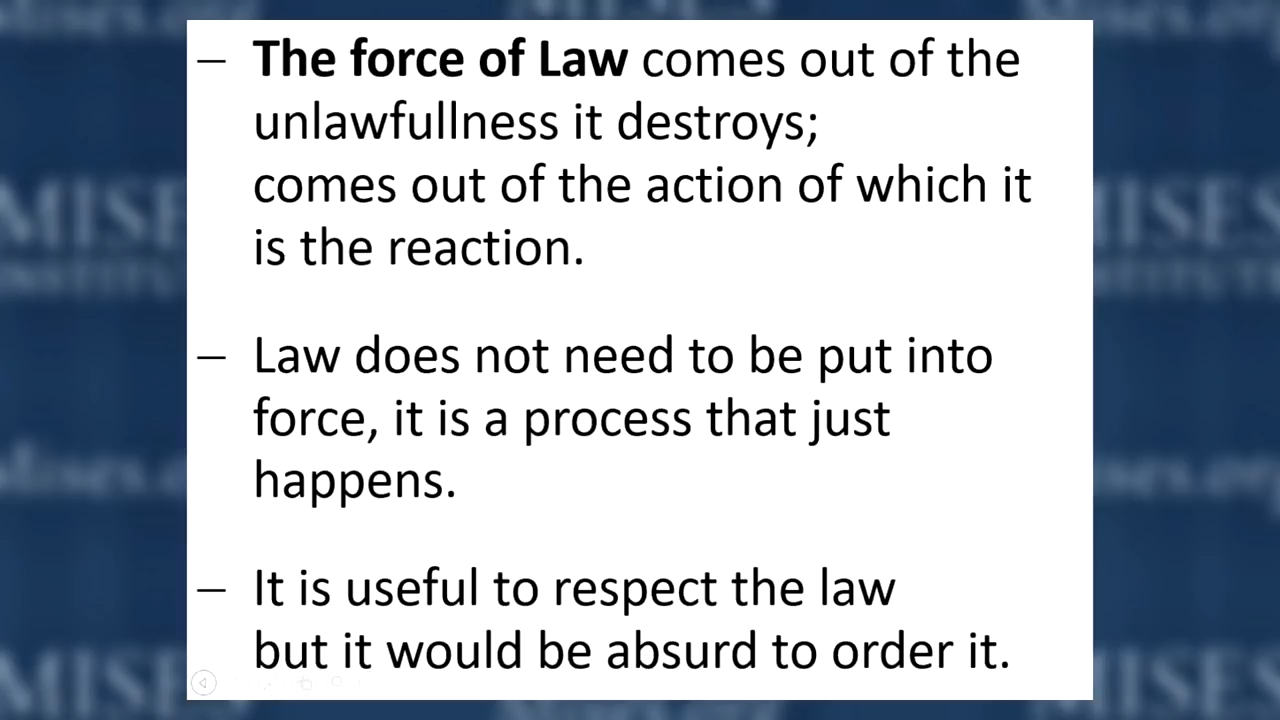 – The force of Law comes out of the
unlawfullness it destroys;
comes out of the action of which it
is the reaction.
– Law does not need to be put into
force, it is a process that just
happens.
– It is useful to respect the law
but it would be absurd to order it.